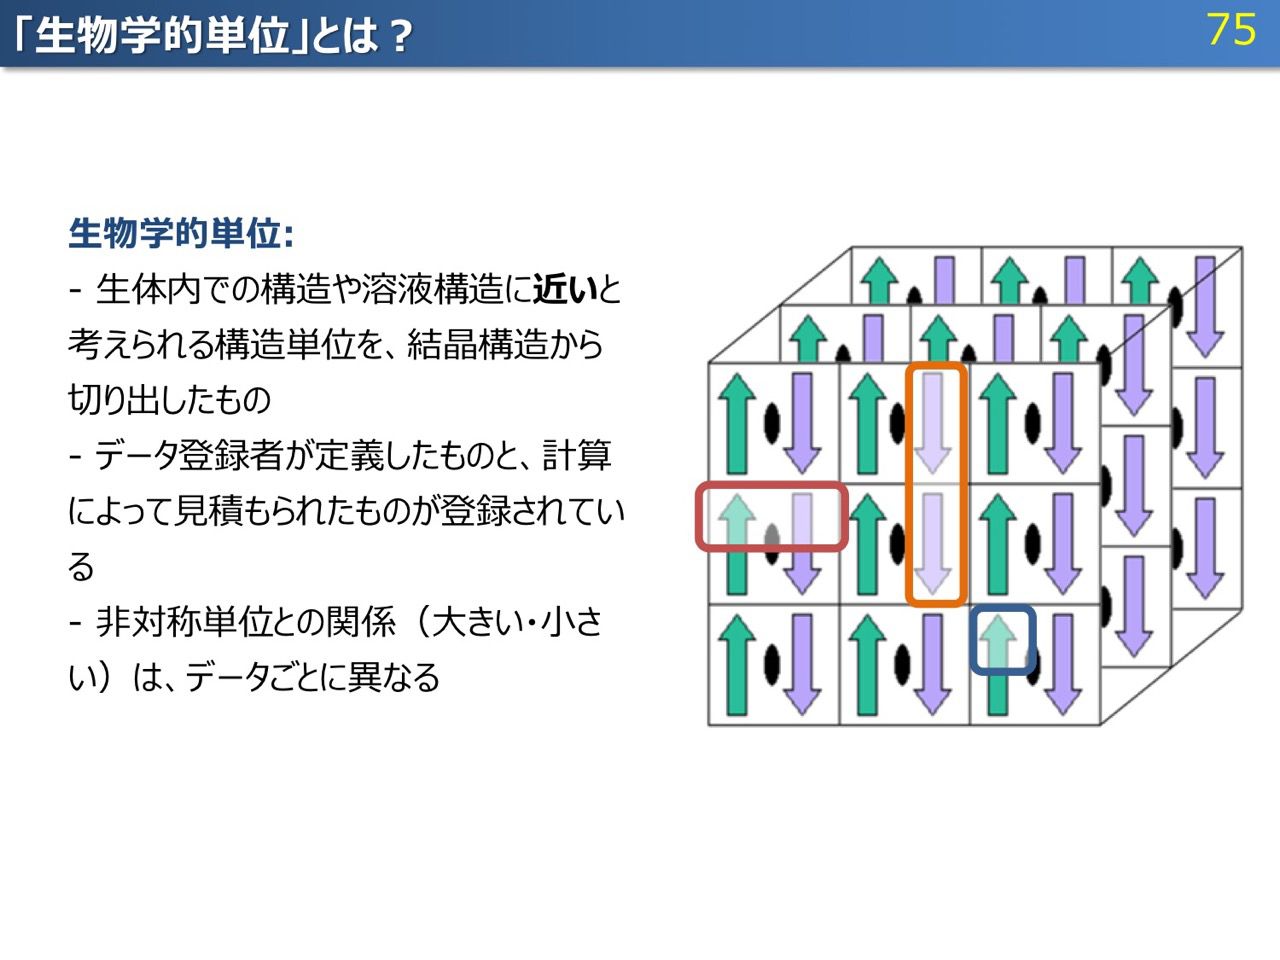 「生物学的単位」とは？
75
生物学的単位:
- 生体内での構造や溶液構造に近いと
考えられる構造単位を、結晶構造から
切り出したもの
- データ登録者が定義したものと、計算
によって見積もられたものが登録されてい
る
- 非対称単位との関係（大きい・小さ
い）は、データごとに異なる